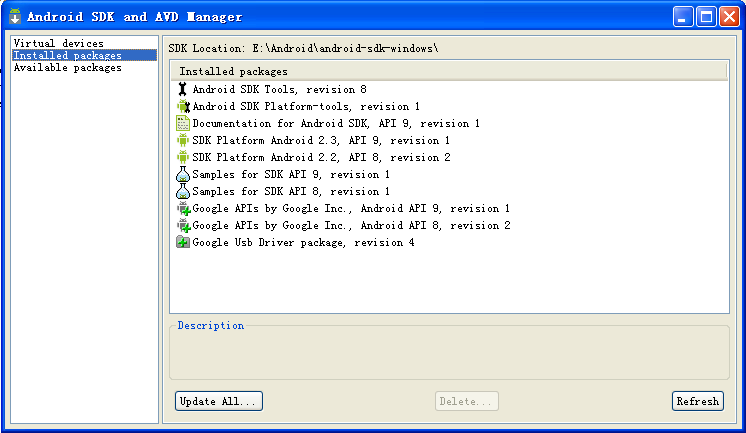 Android SDK and AVD Manager
Virtual devices
Installed packages
Available packages
SDK Location: E:\Android\android-sdk-windows\
Installed packages
Android SDK Tools, revision 8
Android SDK Platform-tools, revision 1
Documentation for Android SDK, API 9, revision 1
SDK Platform Android 2.3, API 9, revision 1
SDK Platform Android 2.2, API 8, revision 2
Samples for SDK API 9, revision 1
Samples for SDK API 8, revision 1
Google APIs by Google Inc., Android API 9, revision 1
Google APIs by Google Inc., Android API 8, revision 2
Google Usb Driver package, revision 4
Description
Update All...
Delete...
Refresh